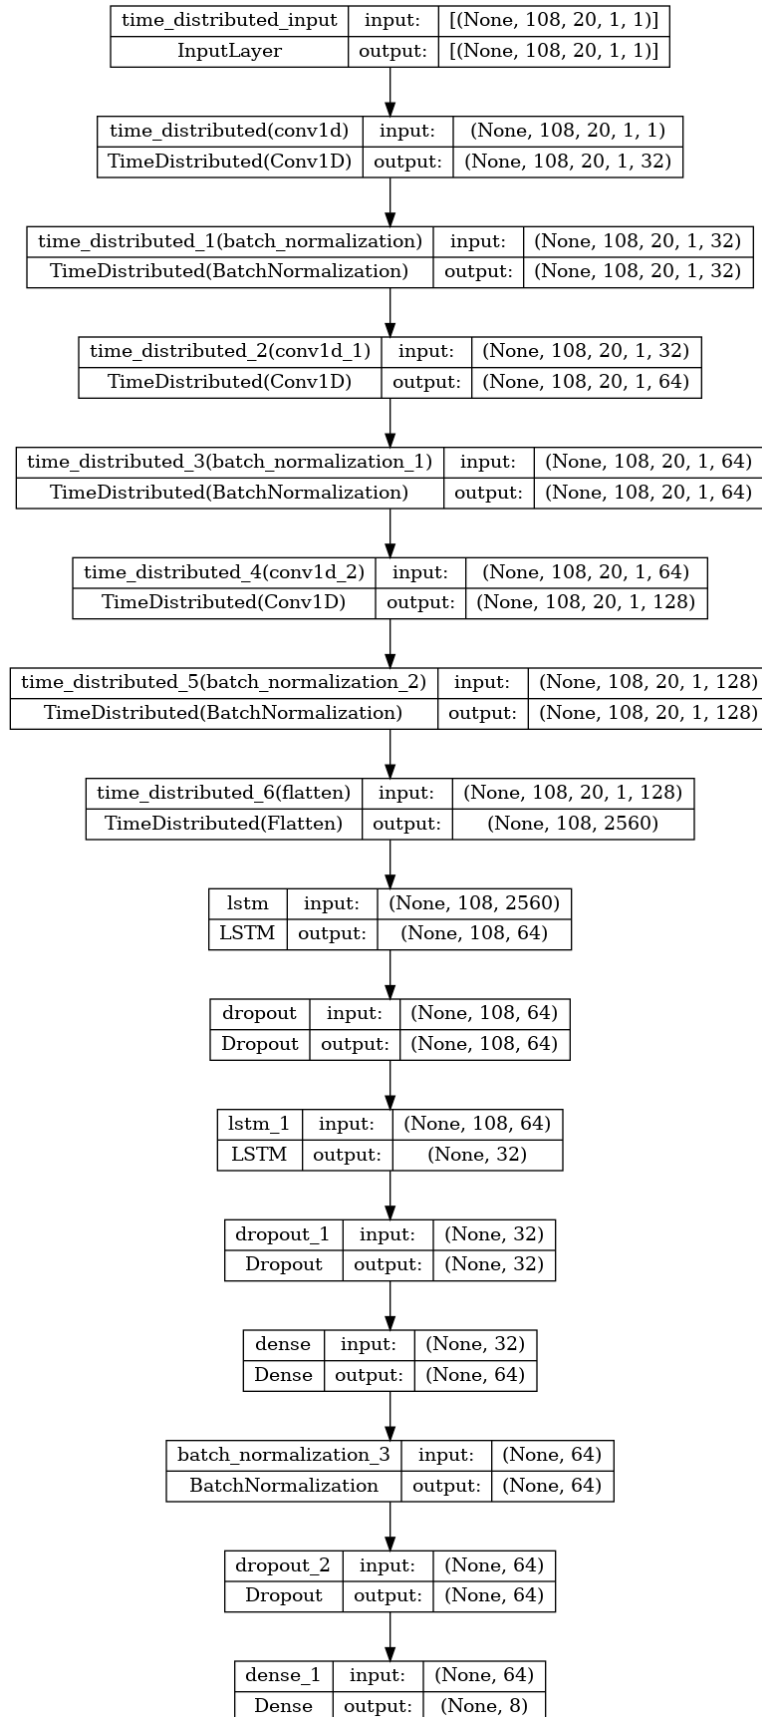 time_distributed_input input: [(None, 108, 20, 1, 1)]
InputLayer output: [(None, 108, 20, 1, 1)]
time_distributed(conv1d) input: (None, 108, 20, 1, 1)
TimeDistributed(Conv1D) output: (None, 108, 20, 1, 32)
time_distributed_1(batch_normalization) input: (None, 108, 20, 1, 32)
TimeDistributed(BatchNormalization) output: (None, 108, 20, 1, 32)
time_distributed_2(conv1d_1) input: (None, 108, 20, 1, 32)
TimeDistributed(Conv1D) output: (None, 108, 20, 1, 64)
time_distributed_3(batch_normalization_1) input: (None, 108, 20, 1, 64)
TimeDistributed(BatchNormalization) output: (None, 108, 20, 1, 64)
time_distributed_4(conv1d_2) input: (None, 108, 20, 1, 64)
TimeDistributed(Conv1D) output: (None, 108, 20, 1, 128)
time_distributed_5(batch_normalization_2) input: (None, 108, 20, 1, 128)
TimeDistributed(BatchNormalization) output: (None, 108, 20, 1, 128)
time_distributed_6(flatten) input: (None, 108, 20, 1, 128)
TimeDistributed(Flatten) output: (None, 108, 2560)
lstm input: (None, 108, 2560)
LSTM output: (None, 108, 64)
dropout input: (None, 108, 64)
Dropout output: (None, 108, 64)
lstm_1 input: (None, 108, 64)
LSTM output: (None, 32)
dropout_1 input: (None, 32)
Dropout output: (None, 32)
dense input: (None, 32)
Dense output: (None, 64)
batch_normalization_3 input: (None, 64)
BatchNormalization output: (None, 64)
dropout_2 input: (None, 64)
Dropout output: (None, 64)
dense_1 input: (None, 64)
Dense output: (None, 8)